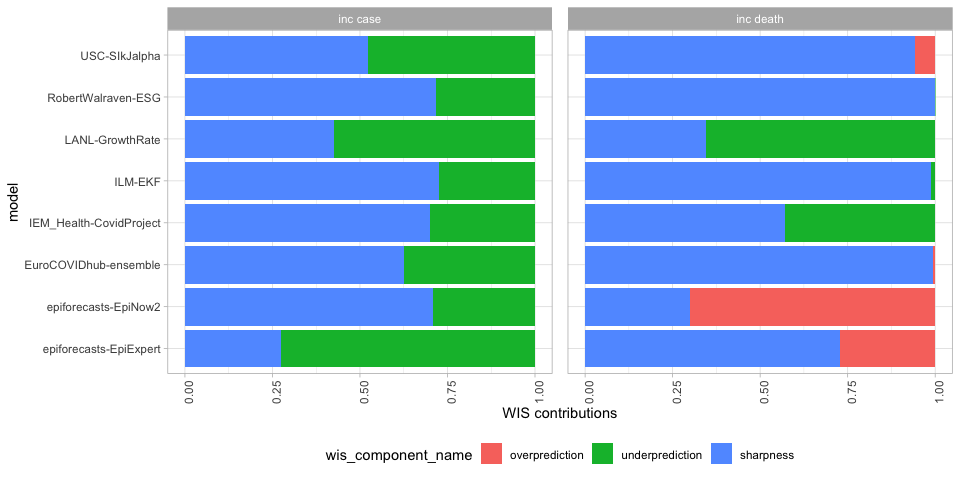 inc case
inc death
USC-SIkJalpha
RobertWalraven-ESG
LANL-GrowthRate
ILM-EKF
IEM_Health-CovidProject
EuroCOVIDhub-ensemble
epiforecasts-EpiNow2
epiforecasts-EpiExpert
model
0.00 0.25 0.50 0.75 1.00
0.00 0.25 0.50 0.75 1.00
WIS contributions
wis_component_name overprediction underprediction sharpness